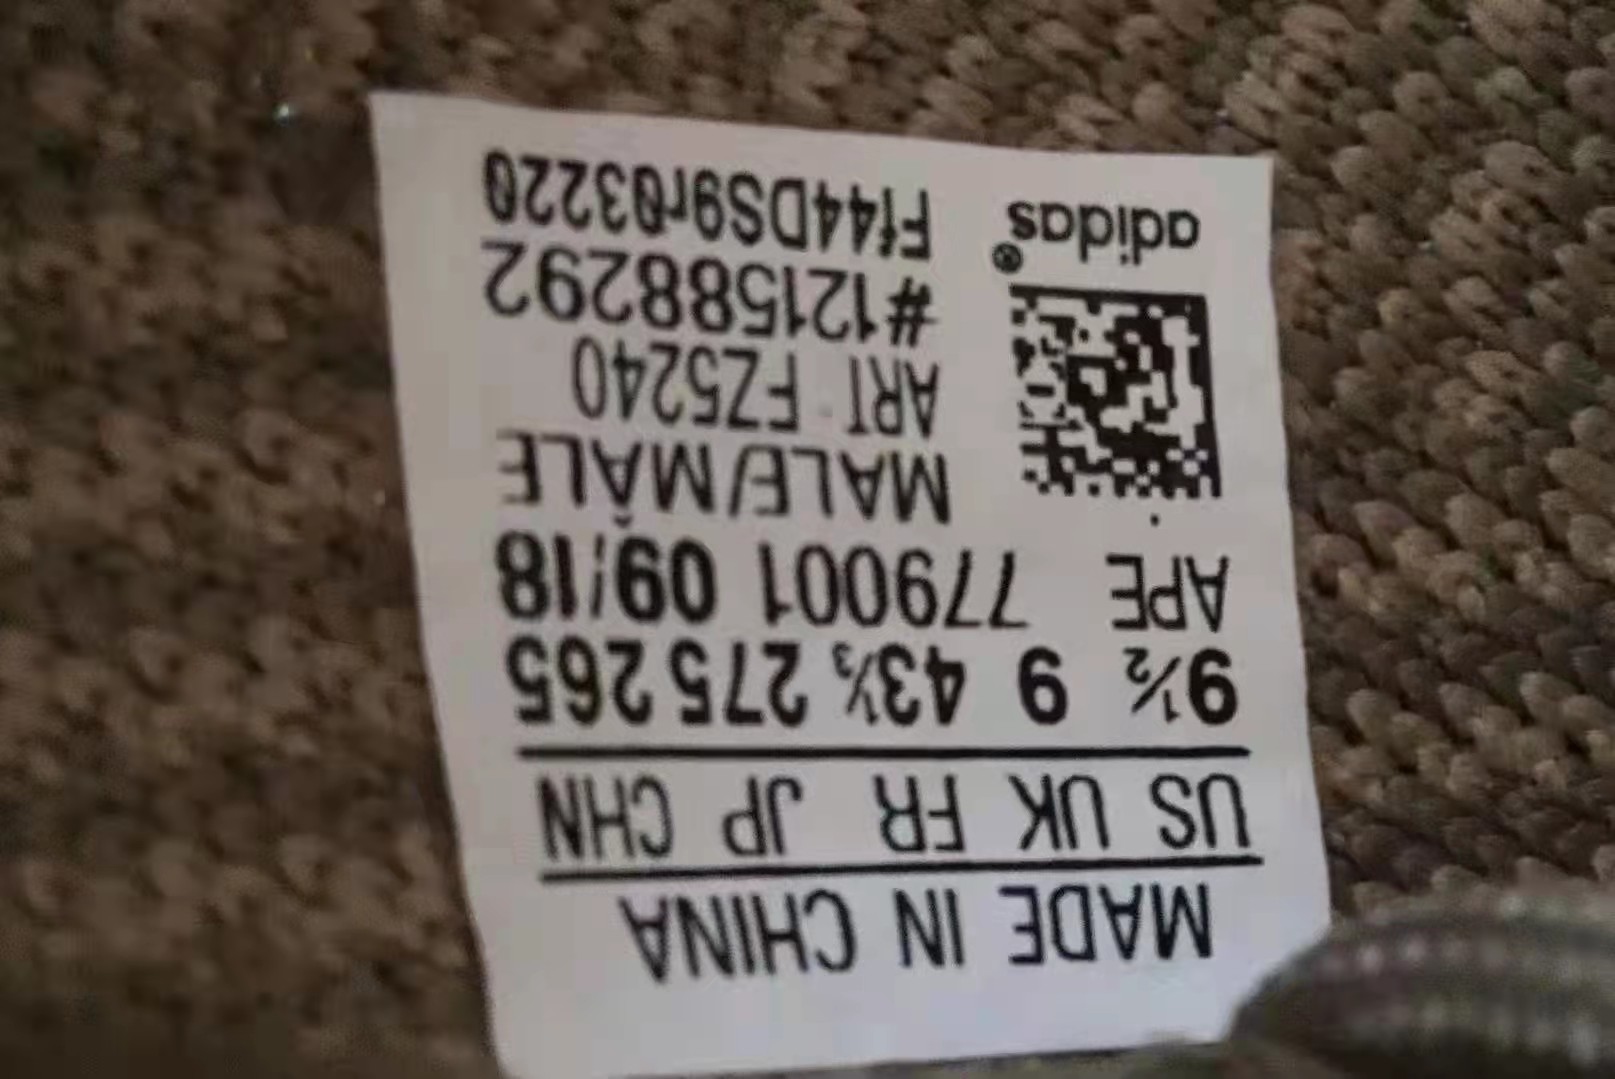 MADE IN CHINA
US UK FR JP CHN
9½ 9 43⅓ 275 265
APE 779001 09/18
MALE/MÂLE
ART FZ5240
#121588292
Ff44DS9r03220
adidas®